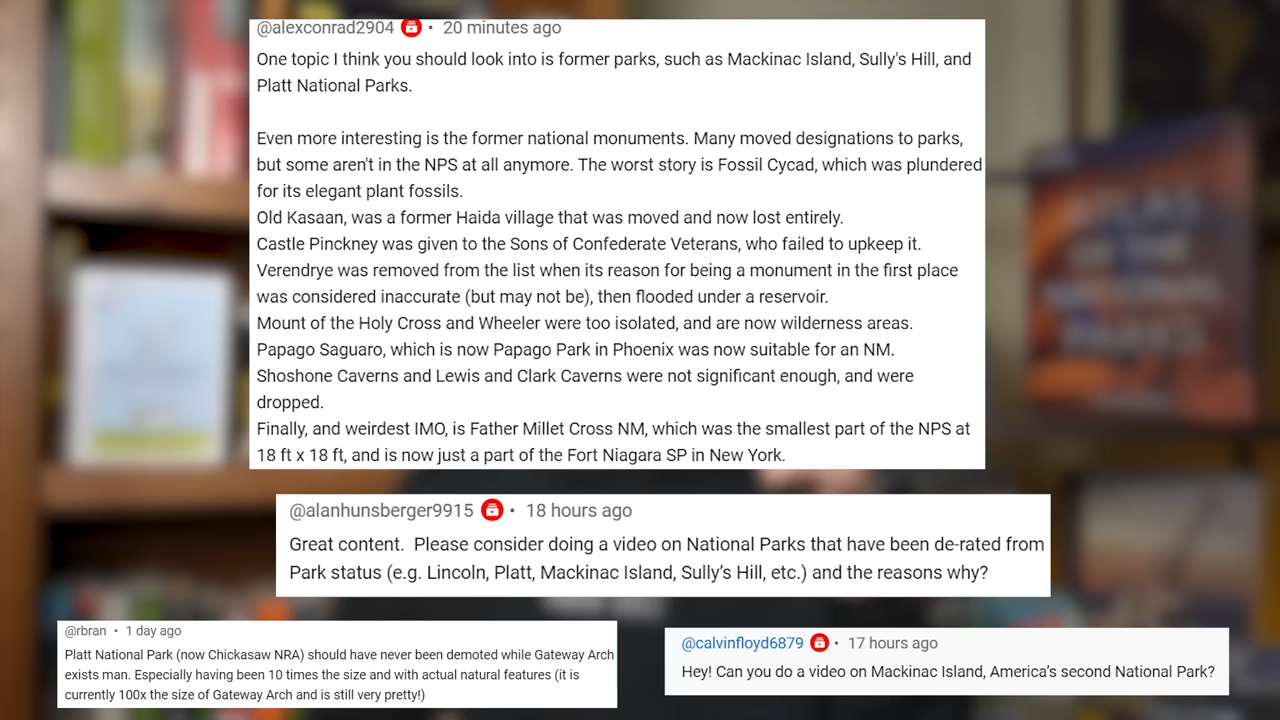 @alexconrad2904 • 20 minutes ago
One topic I think you should look into is former parks, such as Mackinac Island, Sully's Hill, and
Platt National Parks.
Even more interesting is the former national monuments. Many moved designations to parks,
but some aren't in the NPS at all anymore. The worst story is Fossil Cycad, which was plundered
for its elegant plant fossils.
Old Kasaan, was a former Haida village that was moved and now lost entirely.
Castle Pinckney was given to the Sons of Confederate Veterans, who failed to upkeep it.
Verendrye was removed from the list when its reason for being a monument in the first place
was considered inaccurate (but may not be), then flooded under a reservoir.
Mount of the Holy Cross and Wheeler were too isolated, and are now wilderness areas.
Papago Saguaro, which is now Papago Park in Phoenix was now suitable for an NM.
Shoshone Caverns and Lewis and Clark Caverns were not significant enough, and were
dropped.
Finally, and weirdest IMO, is Father Millet Cross NM, which was the smallest part of the NPS at
18 ft x 18 ft, and is now just a part of the Fort Niagara SP in New York.
ATLAS
OF THE
NATIONAL
PARKS
@alanhunsberger9915 • 18 hours ago
Great content. Please consider doing a video on National Parks that have been de-rated from
Park status (e.g. Lincoln, Platt, Mackinac Island, Sully’s Hill, etc.) and the reasons why?
@rbran • 1 day ago
Platt National Park (now Chickasaw NRA) should have never been demoted while Gateway Arch
exists man. Especially having been 10 times the size and with actual natural features (it is
currently 100x the size of Gateway Arch and is still very pretty!)
@calvinfloyd6879 • 17 hours ago
Hey! Can you do a video on Mackinac Island, America’s second National Park?